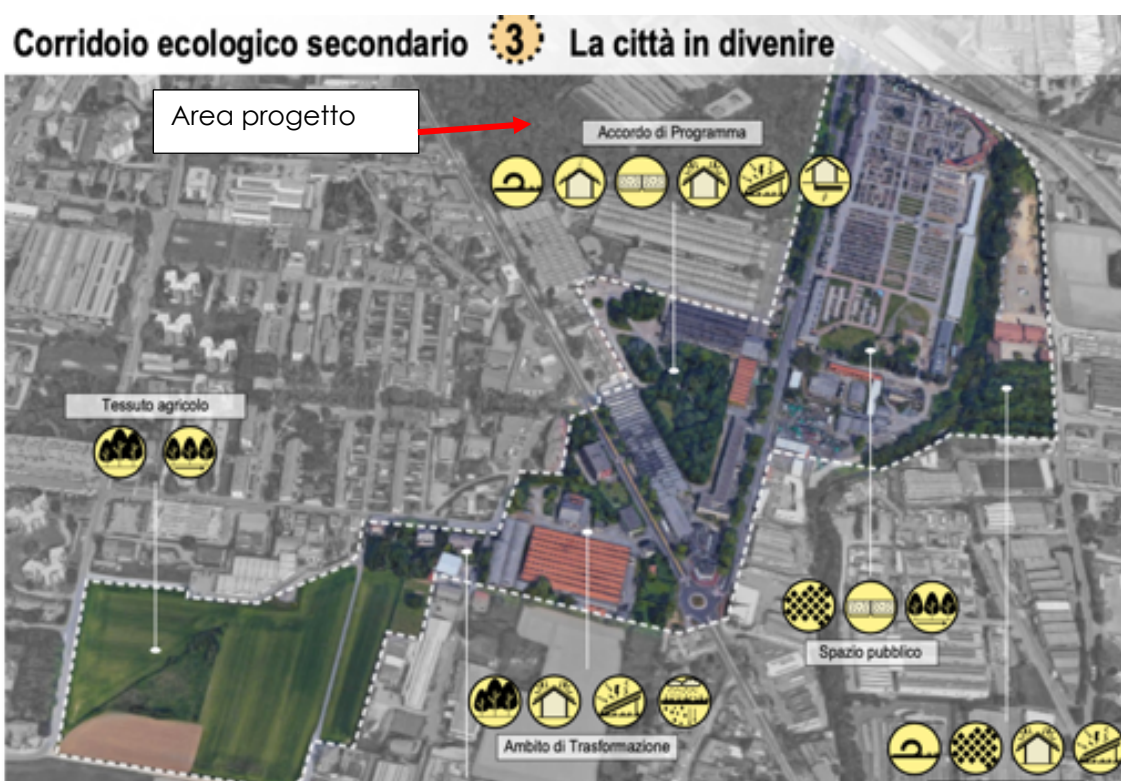 Corridoio ecologico secondario 3 La città in divenire
Area progetto
Accordo di Programma
Tessuto agricolo
Spazio pubblico
Ambito di Trasformazione